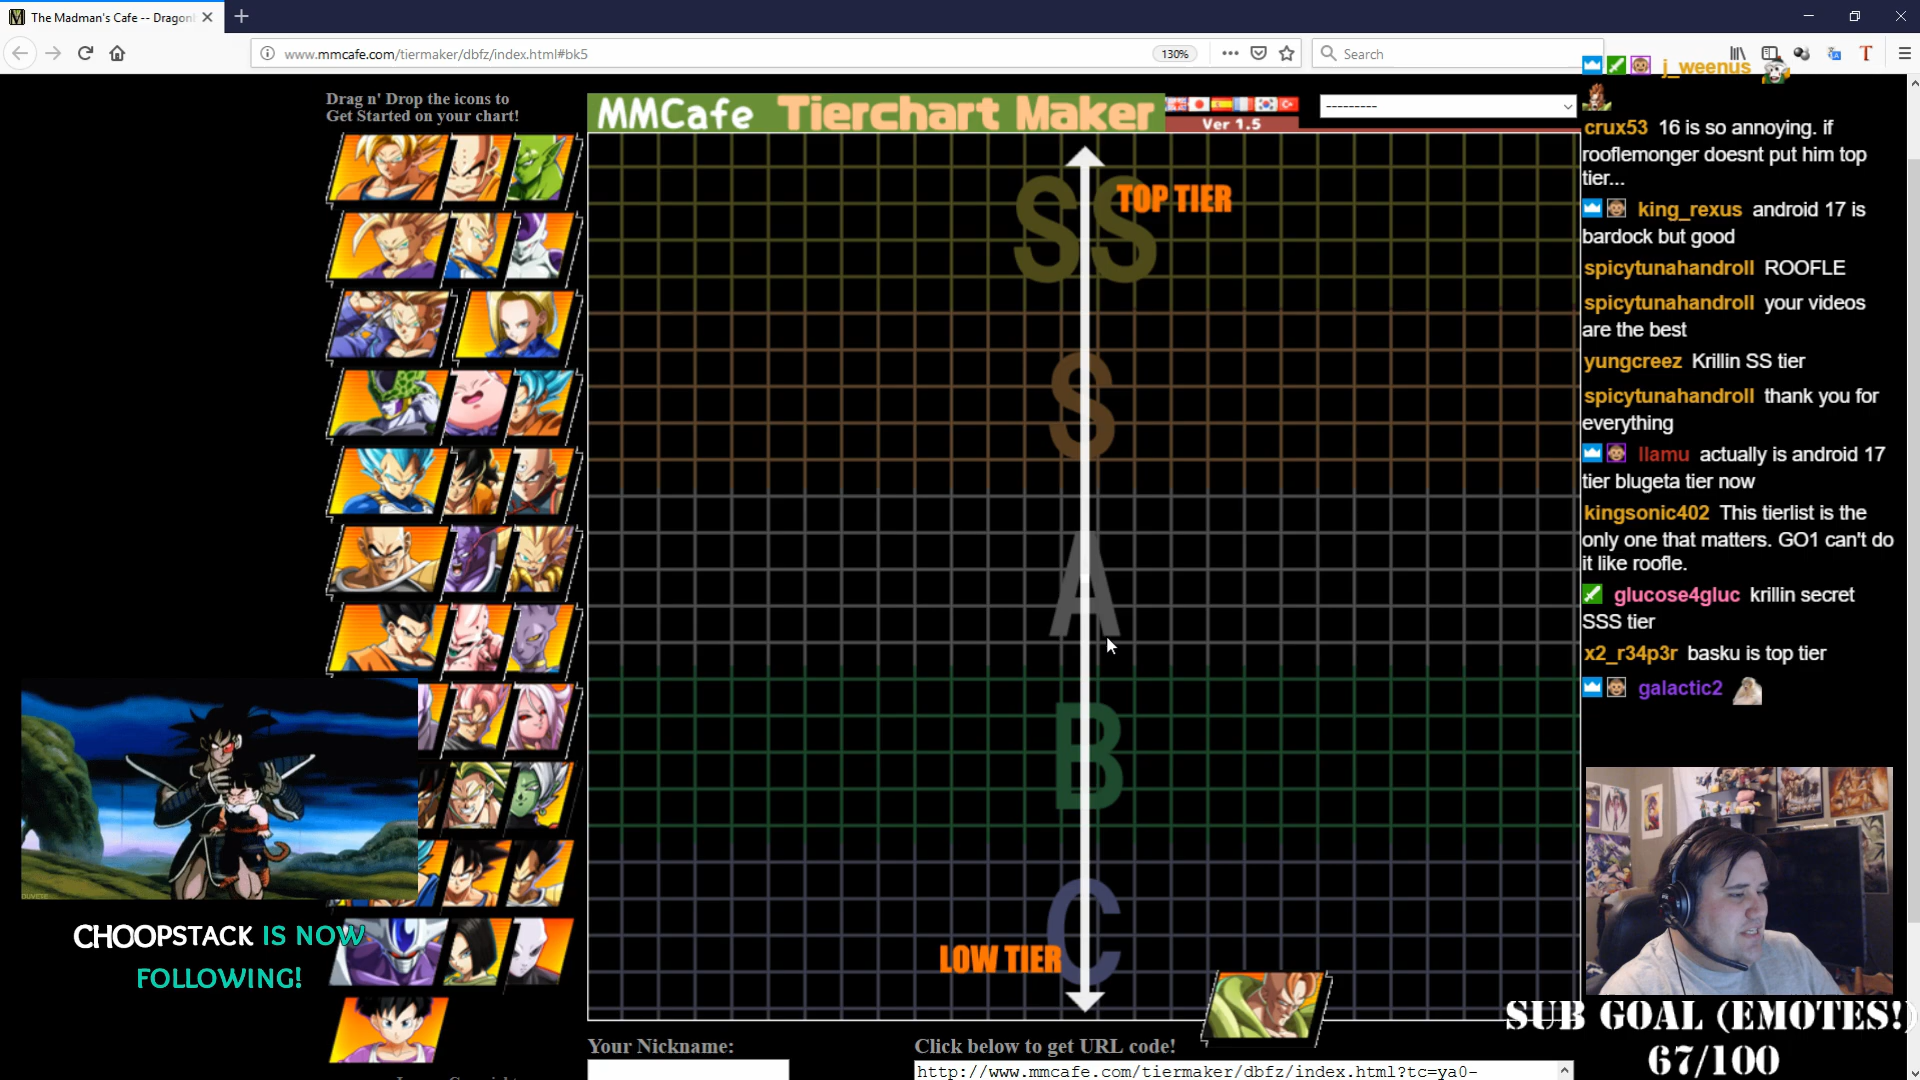 The Madman's Cafe -- Dragon
www.mmcafe.com/tiermaker/dbfz/index.html#bk5
130%
Search
Drag n' Drop the icons to
Get Started on your chart!
MMCafe Tierchart Maker
Ver 1.5
---------
SS
TOP TIER
S
A
B
C
LOW TIER
j_weenus
crux53 16 is so annoying. if
rooflemonger doesnt put him top
tier...
king_rexus android 17 is
bardock but good
spicytunahandroll ROOFLE
spicytunahandroll your videos
are the best
yungcreez Krillin SS tier
spicytunahandroll thank you for
everything
llamu actually is android 17
tier blugeta tier now
kingsonic402 This tierlist is the
only one that matters. GO1 can't do
it like roofle.
glucose4gluc krillin secret
SSS tier
x2_r34p3r basku is top tier
galactic2
CHOOPSTACK IS NOW
FOLLOWING!
SUB GOAL (EMOTES!)
67/100
Your Nickname:
Click below to get URL code!
http://www.mmcafe.com/tiermaker/dbfz/index.html?tc=ya0-